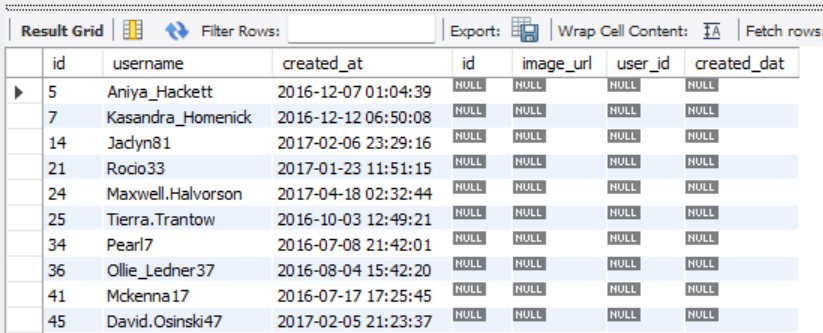 Result Grid Filter Rows: Export: Wrap Cell Content: Fetch rows:
id username created_at id image_url user_id created_dat
5 Aniya_Hackett 2016-12-07 01:04:39 NULL NULL NULL NULL
7 Kasandra_Homenick 2016-12-12 06:50:08 NULL NULL NULL NULL
14 Jaclyn81 2017-02-06 23:29:16 NULL NULL NULL NULL
21 Rocio33 2017-01-23 11:51:15 NULL NULL NULL NULL
24 Maxwell.Halvorson 2017-04-18 02:32:44 NULL NULL NULL NULL
25 Tierra.Trantow 2016-10-03 12:49:21 NULL NULL NULL NULL
34 Pearl7 2016-07-08 21:42:01 NULL NULL NULL NULL
36 Ollie_Ledner37 2016-08-04 15:42:20 NULL NULL NULL NULL
41 Mckenna17 2016-07-17 17:25:45 NULL NULL NULL NULL
45 David.Osinski47 2017-02-05 21:23:37 NULL NULL NULL NULL